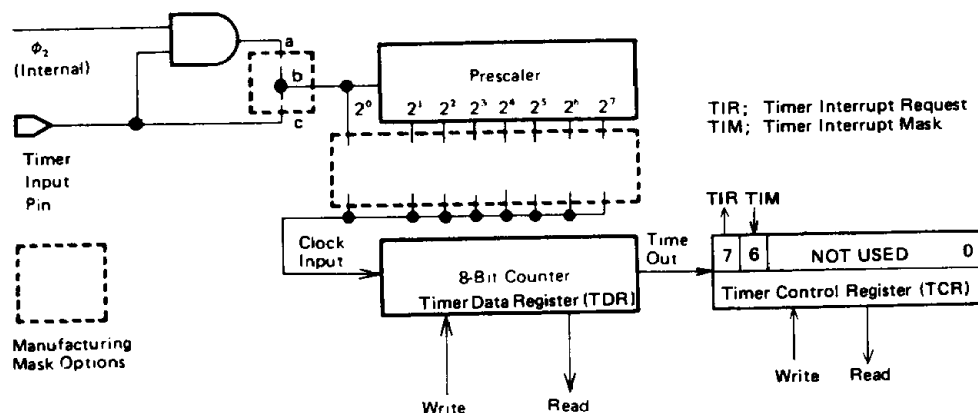 a
ϕ₂
(Internal)
b
c
Timer
Input
Pin
Prescaler
2⁰ 2¹ 2² 2³ 2⁴ 2⁵ 2⁶ 2⁷
TIR; Timer Interrupt Request
TIM; Timer Interrupt Mask
TIR TIM
Clock
Input
8-Bit Counter
Timer Data Register (TDR)
Time
Out
7 6 NOT USED 0
Timer Control Register (TCR)
Manufacturing
Mask Options
Write Read
Write Read